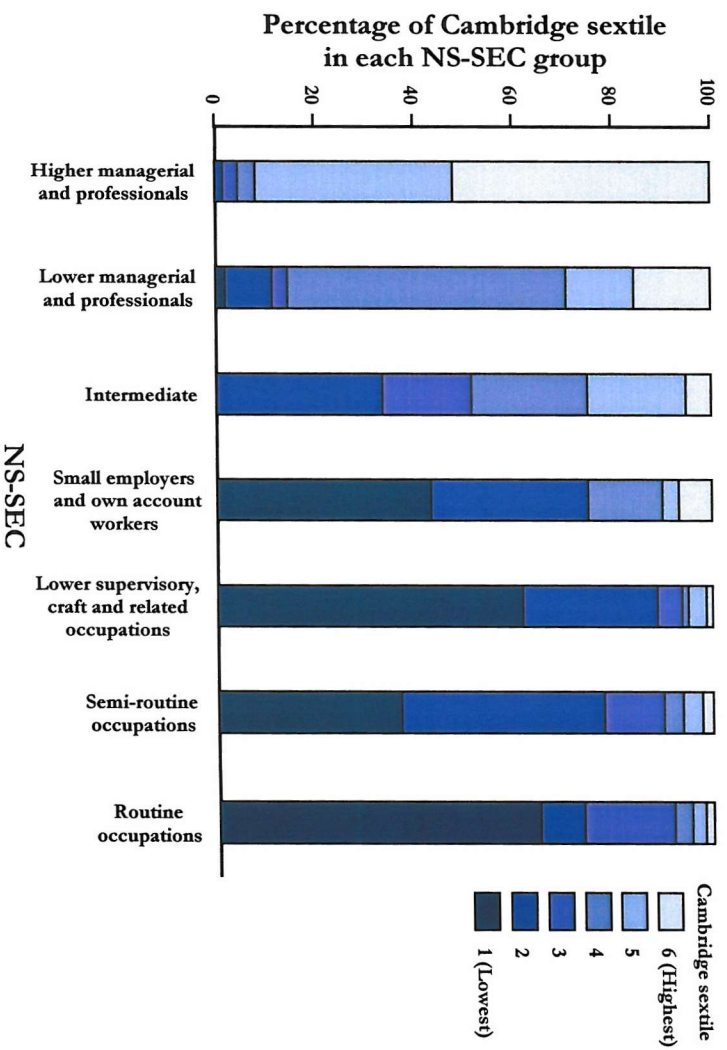 Percentage of Cambridge sextile
in each NS-SEC group
100
80
60
40
20
0
Higher managerial
and professionals
Lower managerial
and professionals
Intermediate
Small employers
and own account
workers
Lower supervisory,
craft and related
occupations
Semi-routine
occupations
Routine
occupations
NS-SEC
Cambridge sextile
6 (Highest)
5
4
3
2
1 (Lowest)